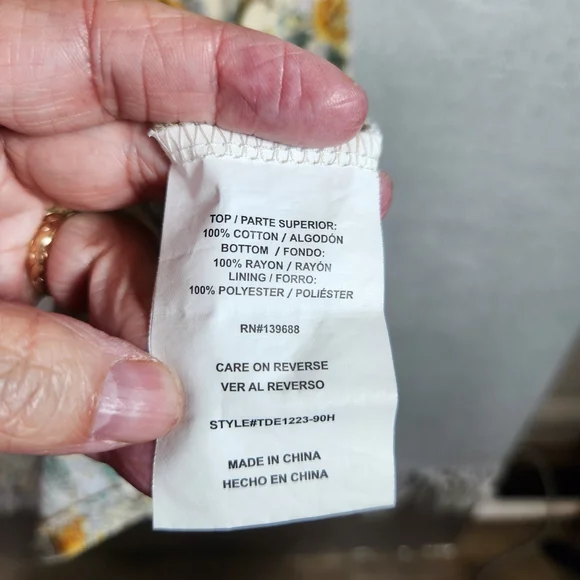 TOP / PARTE SUPERIOR:
100% COTTON / ALGODÓN
BOTTOM / FONDO:
100% RAYON / RAYÓN
LINING / FORRO:
100% POLYESTER / POLIÉSTER
RN#139688
CARE ON REVERSE
VER AL REVERSO
STYLE#TDE1223-90H
MADE IN CHINA
HECHO EN CHINA